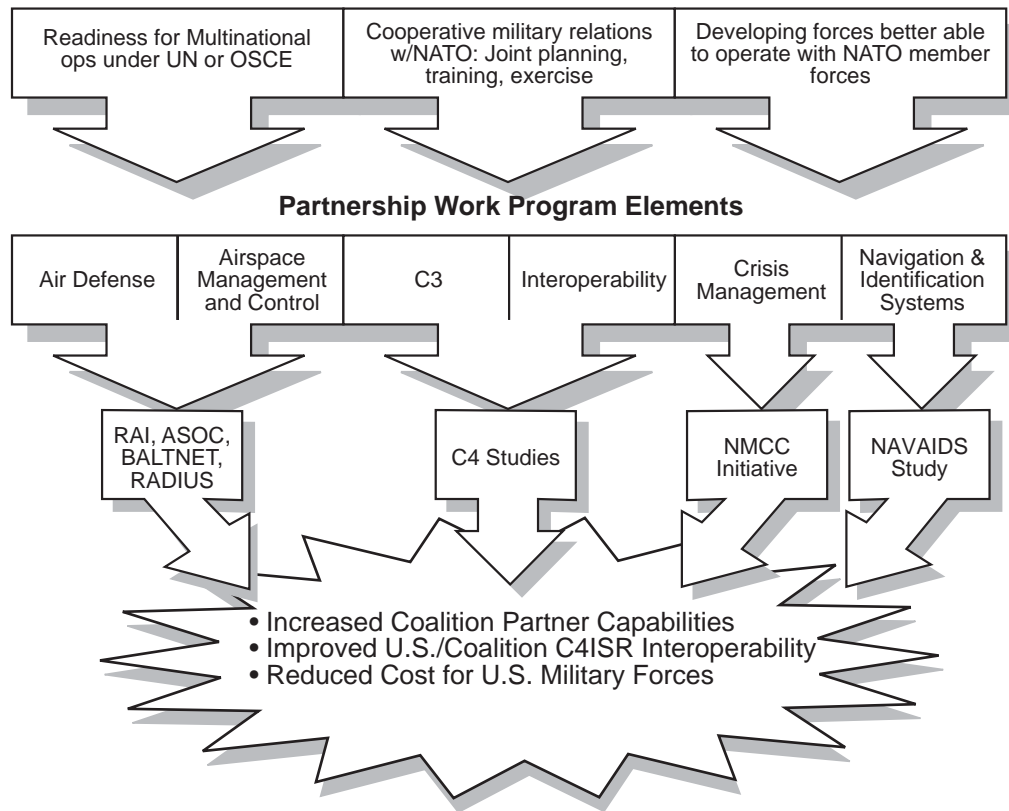 Readiness for Multinational
ops under UN or OSCE
Cooperative military relations
w/NATO: Joint planning,
training, exercise
Developing forces better able
to operate with NATO member
forces
Partnership Work Program Elements
Air Defense
Airspace
Management
and Control
C3
Interoperability
Crisis
Management
Navigation &
Identification
Systems
RAI, ASOC,
BALTNET,
RADIUS
C4 Studies
NMCC
Initiative
NAVAIDS
Study
• Increased Coalition Partner Capabilities
• Improved U.S./Coalition C4ISR Interoperability
• Reduced Cost for U.S. Military Forces